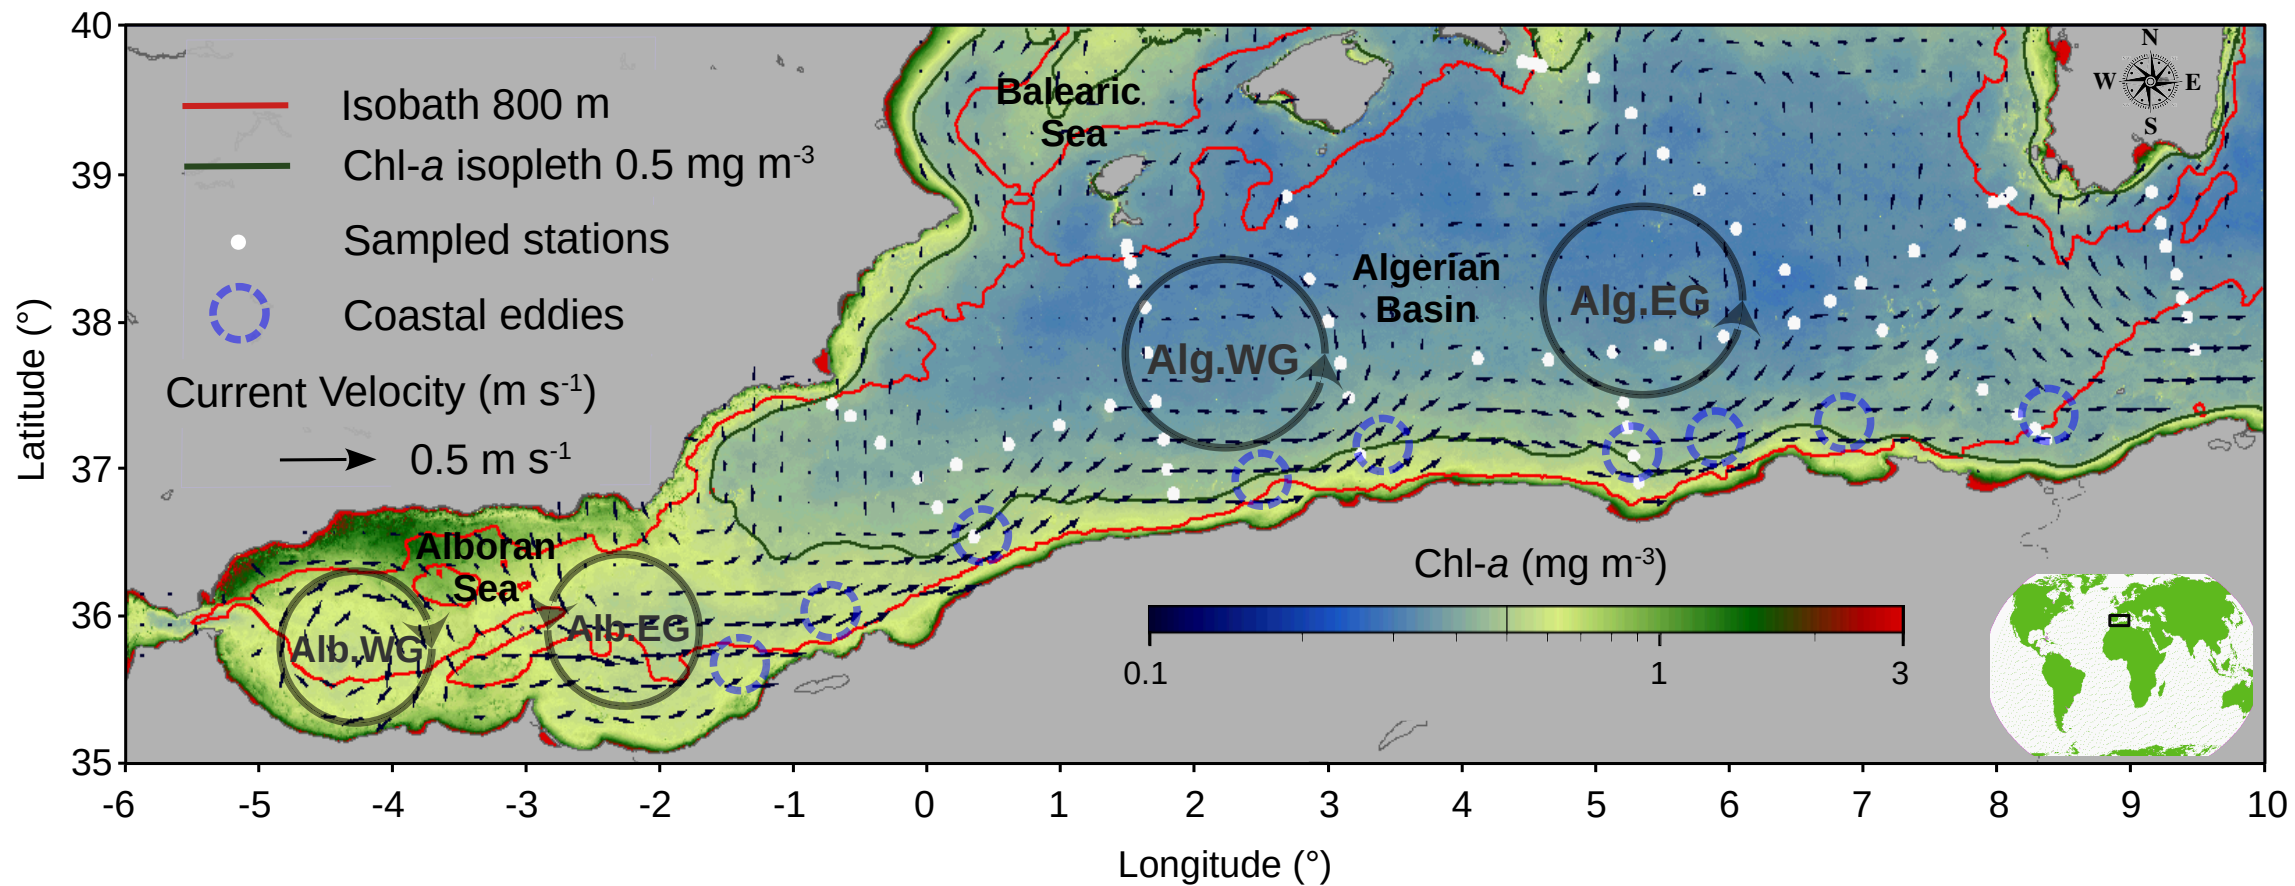 40
39
38
37
36
35
Latitude (°)
Isobath 800 m
Chl-a isopleth 0.5 mg m-3
Sampled stations
Coastal eddies
Current Velocity (m s-1)
0.5 m s-1
Balearic
Sea
Algerian
Basin
Alg.WG
Alg.EG
Alboran
Sea
Alb.WG
Alb.EG
N
W E
S
Chl-a (mg m-3)
0.1 1 3
-6 -5 -4 -3 -2 -1 0 1 2 3 4 5 6 7 8 9 10
Longitude (°)